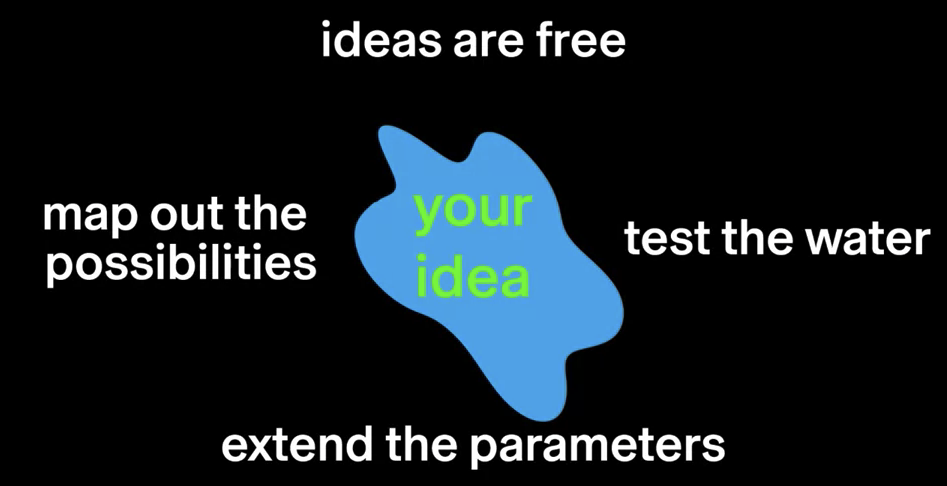 ideas are free
map out the
possibilities
your
idea
test the water
extend the parameters